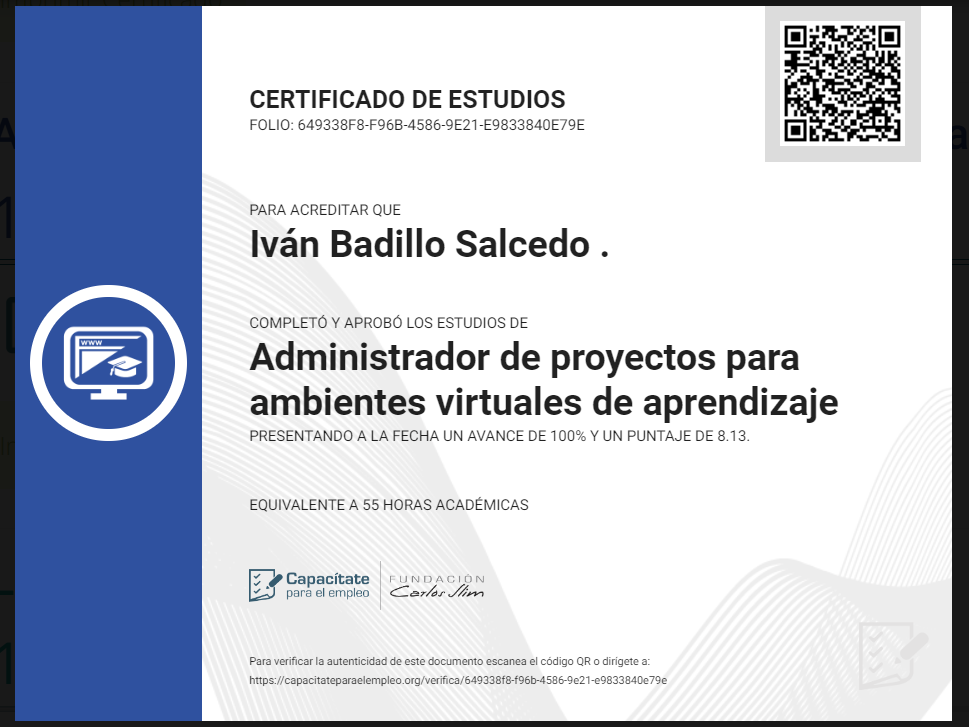 CERTIFICADO DE ESTUDIOS
FOLIO: 649338F8-F96B-4586-9E21-E9833840E79E
PARA ACREDITAR QUE
Iván Badillo Salcedo .
COMPLETÓ Y APROBÓ LOS ESTUDIOS DE
Administrador de proyectos para
ambientes virtuales de aprendizaje
PRESENTANDO A LA FECHA UN AVANCE DE 100% Y UN PUNTAJE DE 8.13.
WWW
EQUIVALENTE A 55 HORAS ACADÉMICAS
Capacítate
para el empleo
FUNDACIÓN
Carlos Slim
Para verificar la autenticidad de este documento escanea el código QR o dirígete a:
https://capacitateparaelempleo.org/verifica/649338f8-f96b-4586-9e21-e9833840e79e